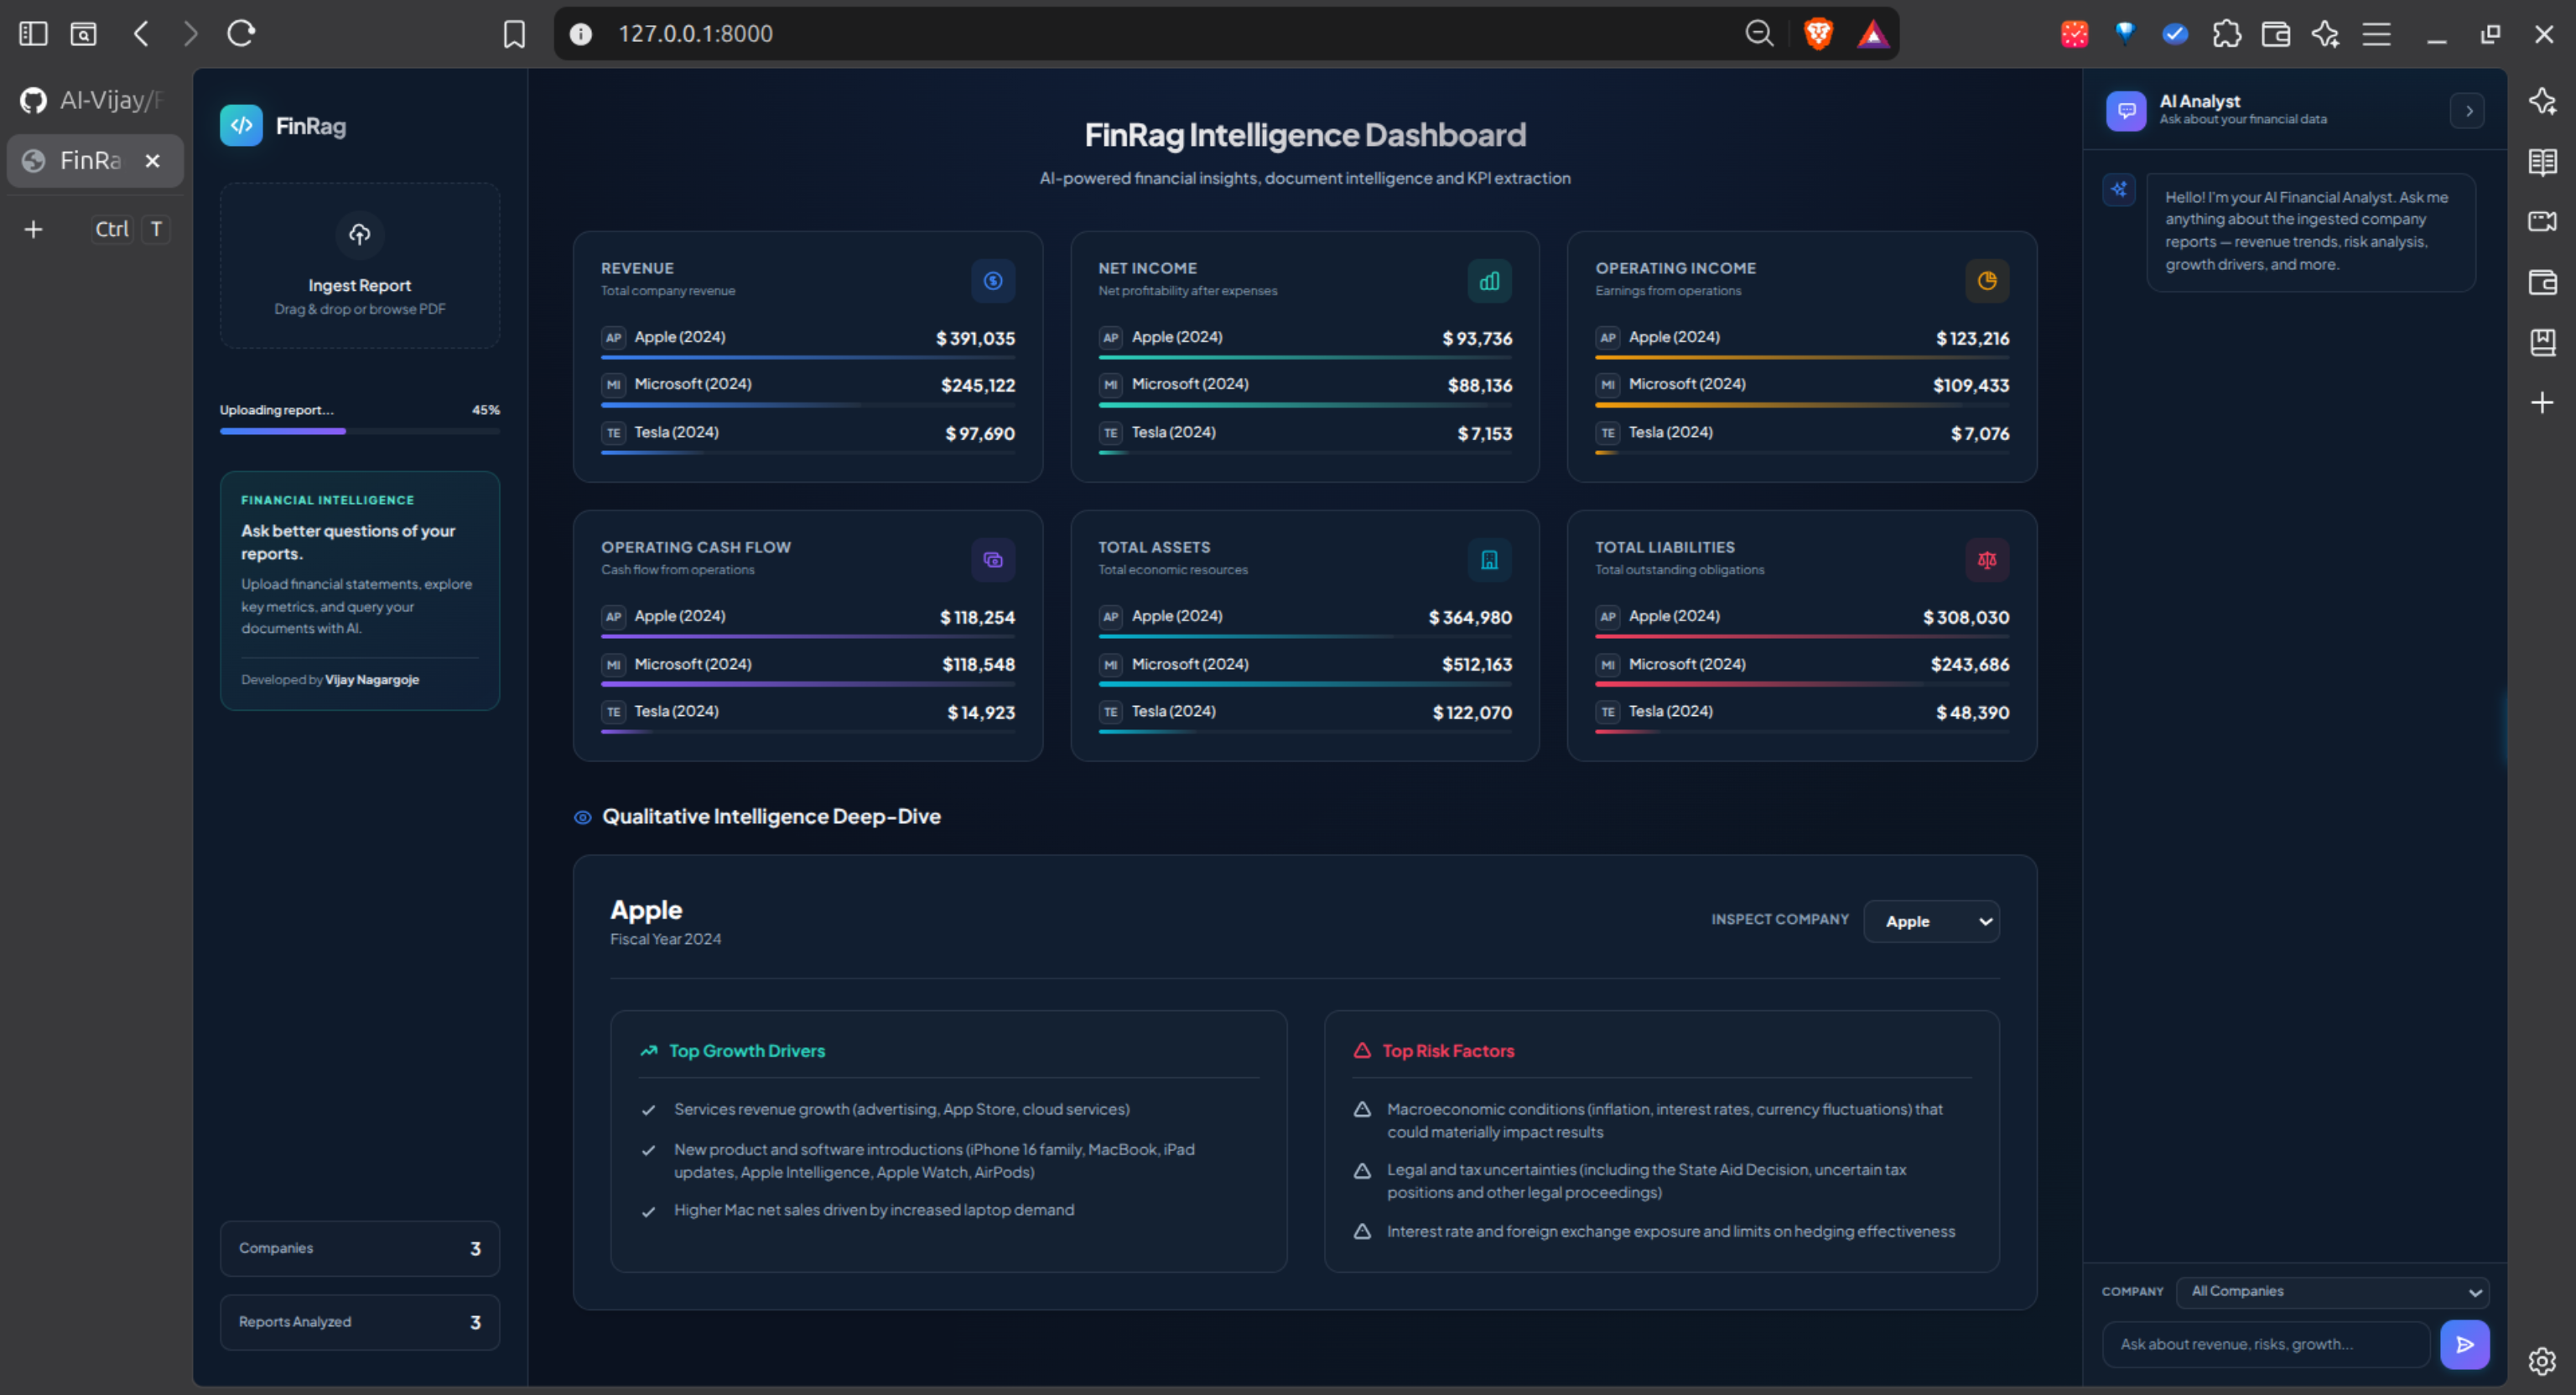 127.0.0.1:8000
AI-Vijay/F
FinRa
Ctrl T
FinRag
Ingest Report
Drag & drop or browse PDF
Uploading report... 45%
FINANCIAL INTELLIGENCE
Ask better questions of your
reports.
Upload financial statements, explore
key metrics, and query your
documents with AI.
Developed by Vijay Nagargoje
Companies 3
Reports Analyzed 3
FinRag Intelligence Dashboard
AI-powered financial insights, document intelligence and KPI extraction
REVENUE
Total company revenue
AP Apple (2024) $ 391,035
MI Microsoft (2024) $245,122
TE Tesla (2024) $ 97,690
NET INCOME
Net profitability after expenses
AP Apple (2024) $ 93,736
MI Microsoft (2024) $88,136
TE Tesla (2024) $ 7,153
OPERATING INCOME
Earnings from operations
AP Apple (2024) $ 123,216
MI Microsoft (2024) $109,433
TE Tesla (2024) $ 7,076
OPERATING CASH FLOW
Cash flow from operations
AP Apple (2024) $ 118,254
MI Microsoft (2024) $118,548
TE Tesla (2024) $ 14,923
TOTAL ASSETS
Total economic resources
AP Apple (2024) $ 364,980
MI Microsoft (2024) $512,163
TE Tesla (2024) $ 122,070
TOTAL LIABILITIES
Total outstanding obligations
AP Apple (2024) $ 308,030
MI Microsoft (2024) $243,686
TE Tesla (2024) $ 48,390
Qualitative Intelligence Deep-Dive
Apple
Fiscal Year 2024
INSPECT COMPANY Apple
Top Growth Drivers
Services revenue growth (advertising, App Store, cloud services)
New product and software introductions (iPhone 16 family, MacBook, iPad
updates, Apple Intelligence, Apple Watch, AirPods)
Higher Mac net sales driven by increased laptop demand
Top Risk Factors
Macroeconomic conditions (inflation, interest rates, currency fluctuations) that
could materially impact results
Legal and tax uncertainties (including the State Aid Decision, uncertain tax
positions and other legal proceedings)
Interest rate and foreign exchange exposure and limits on hedging effectiveness
AI Analyst
Ask about your financial data
Hello! I'm your AI Financial Analyst. Ask me
anything about the ingested company
reports — revenue trends, risk analysis,
growth drivers, and more.
COMPANY All Companies
Ask about revenue, risks, growth...